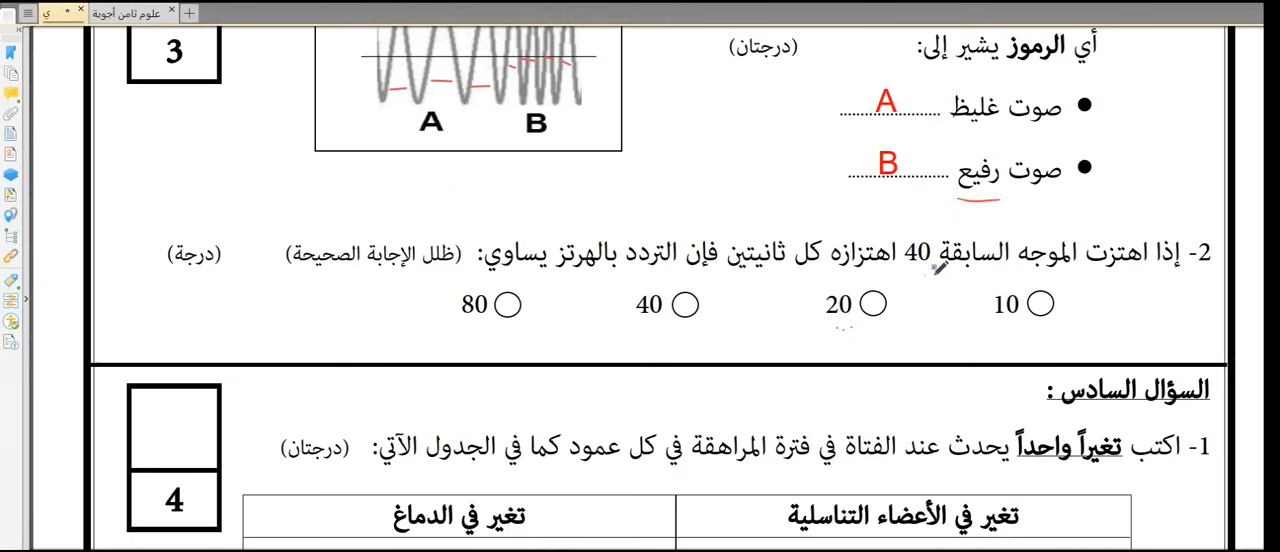 علوم ثامن أجوبة
ي *
3
أي الرموز يشير إلى: (درجتان)
صوت غليظ A
صوت رفيع B
A B
2- إذا اهتزت الموجه السابقة 40 اهتزازه كل ثانيتين فإن التردد بالهرتز يساوي: (ظلل الإجابة الصحيحة) (درجة)
10 20 40 80
السؤال السادس :
1- اكتب تغيراً واحداً يحدث عند الفتاة في فترة المراهقة في كل عمود كما في الجدول الآتي: (درجتان)
4
تغير في الأعضاء التناسلية تغير في الدماغ